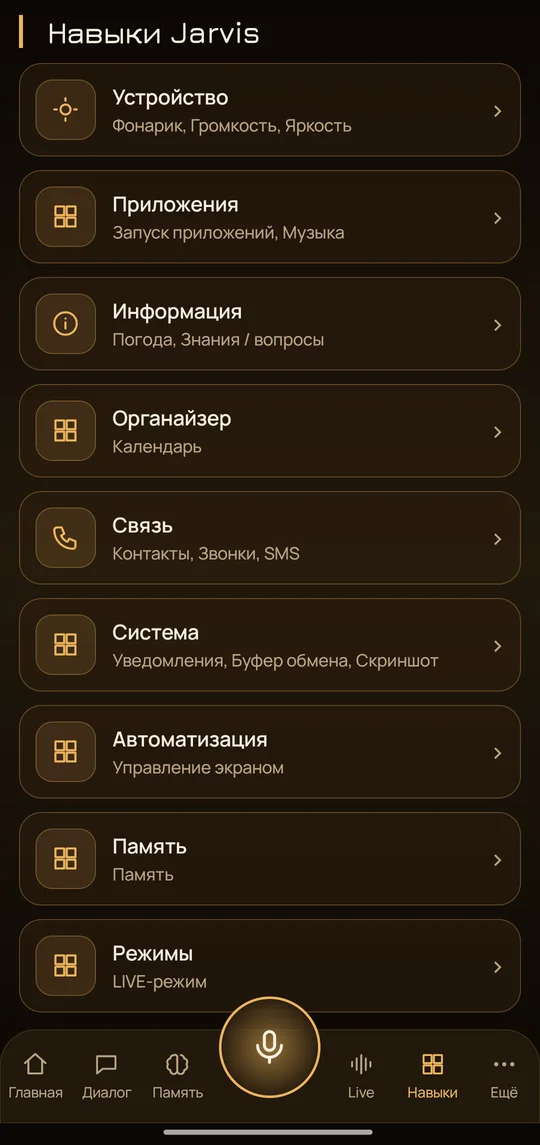 Навыки Jarvis
Устройство
Фонарик, Громкость, Яркость
Приложения
Запуск приложений, Музыка
Информация
Погода, Знания / вопросы
Органайзер
Календарь
Связь
Контакты, Звонки, SMS
Система
Уведомления, Буфер обмена, Скриншот
Автоматизация
Управление экраном
Память
Память
Режимы
LIVE-режим
Главная
Диалог
Память
Live
Навыки
Ещё